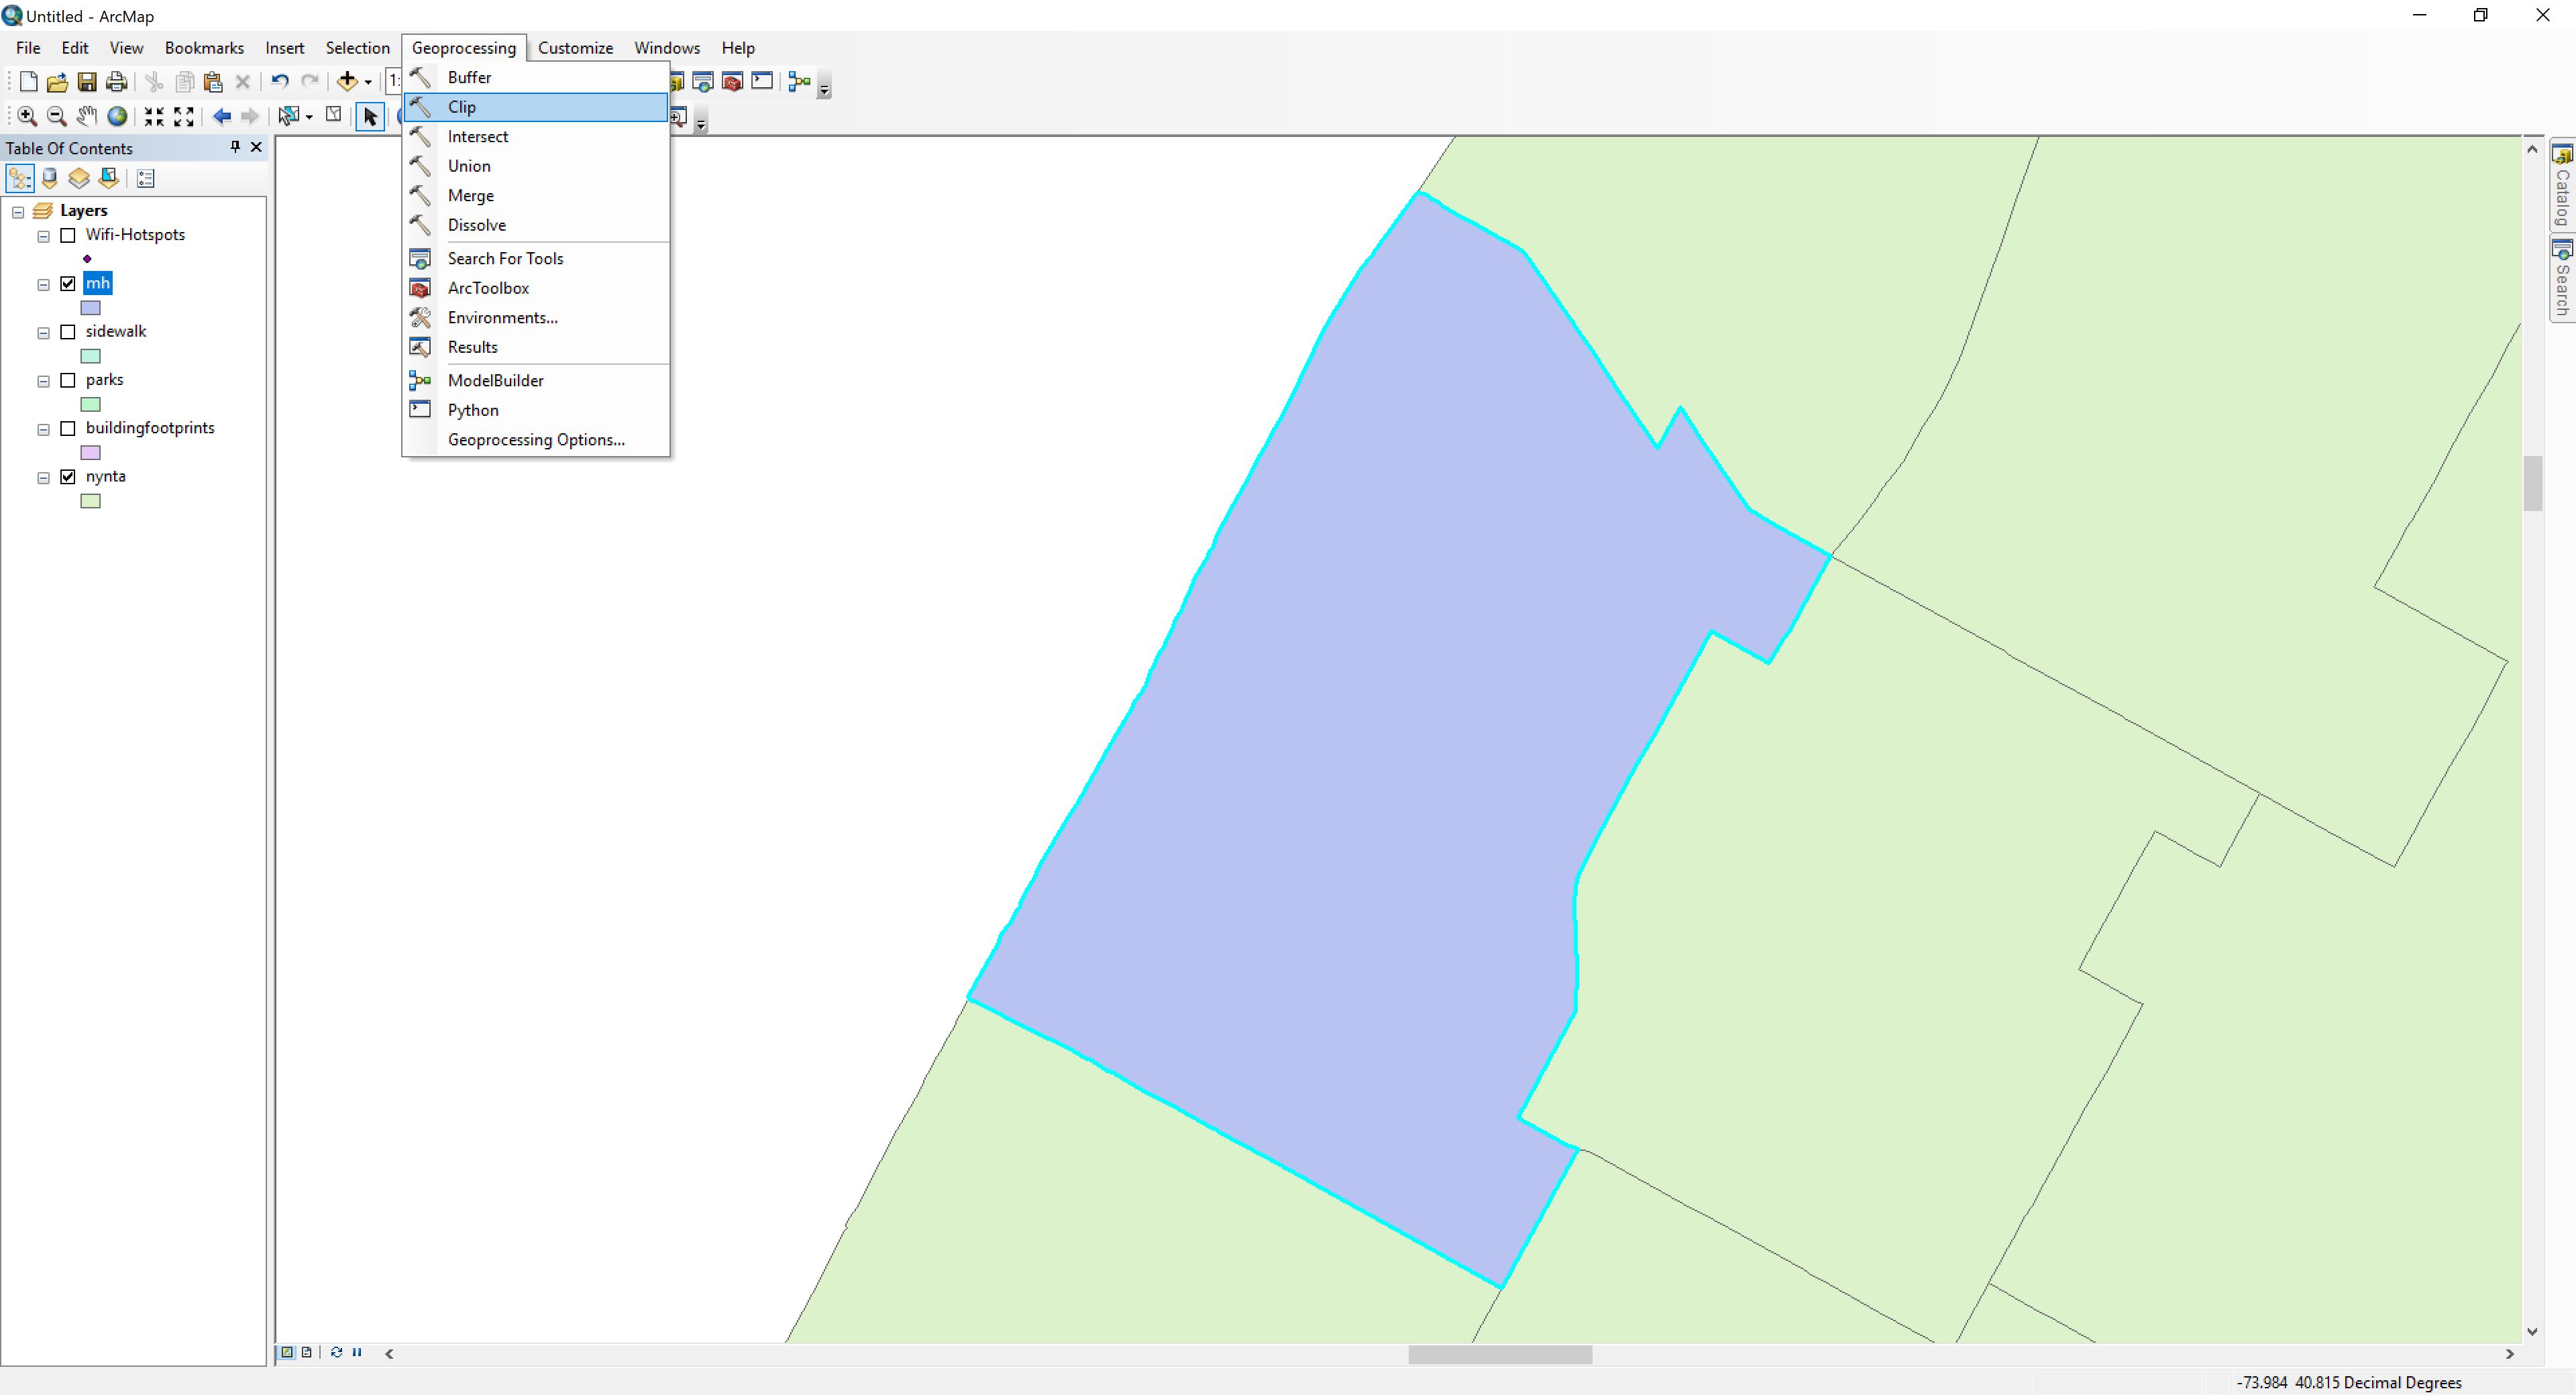 Untitled - ArcMap
File Edit View Bookmarks Insert Selection Geoprocessing Customize Windows Help
1:
Buffer
Clip
Intersect
Union
Merge
Dissolve
Search For Tools
ArcToolbox
Environments...
Results
ModelBuilder
Python
Geoprocessing Options...
Table Of Contents
Layers
Wifi-Hotspots
mh
sidewalk
parks
buildingfootprints
nynta
Catalog
Search
-73.984 40.815 Decimal Degrees